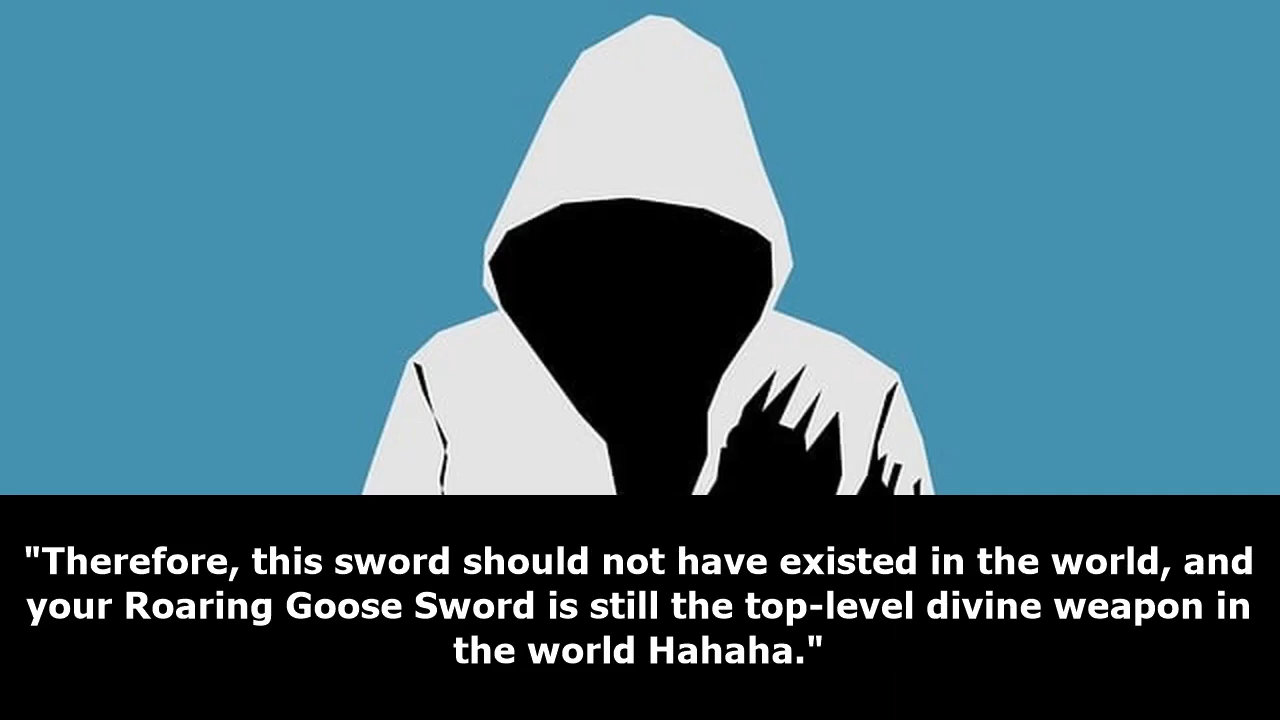 "Therefore, this sword should not have existed in the world, and
your Roaring Goose Sword is still the top-level divine weapon in
the world Hahaha."